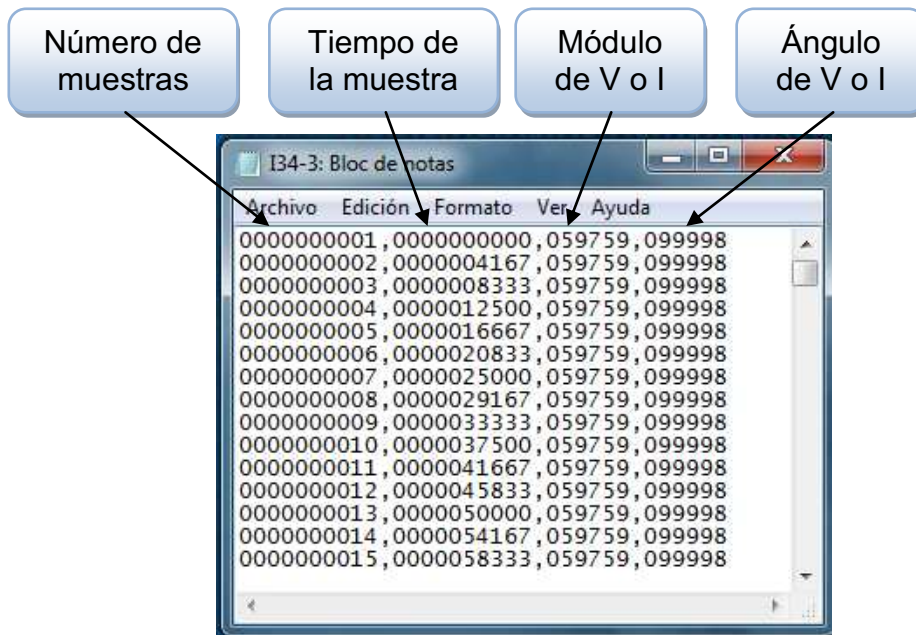 Número de
muestras
Tiempo de
la muestra
Módulo
de V o I
Ángulo
de V o I
I34-3: Bloc de notas
Archivo Edición Formato Ver Ayuda
0000000001,0000000000,059759,099998
0000000002,0000004167,059759,099998
0000000003,0000008333,059759,099998
0000000004,0000012500,059759,099998
0000000005,0000016667,059759,099998
0000000006,0000020833,059759,099998
0000000007,0000025000,059759,099998
0000000008,0000029167,059759,099998
0000000009,0000033333,059759,099998
0000000010,0000037500,059759,099998
0000000011,0000041667,059759,099998
0000000012,0000045833,059759,099998
0000000013,0000050000,059759,099998
0000000014,0000054167,059759,099998
0000000015,0000058333,059759,099998